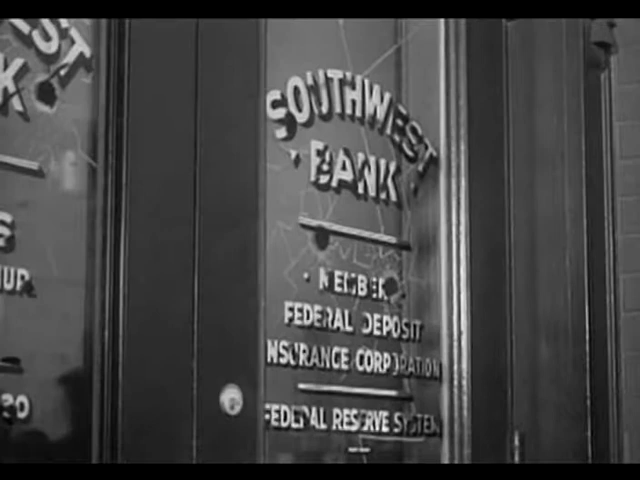 SOUTHWEST
BANK
MEMBER
FEDERAL DEPOSIT
INSURANCE CORPORATION
FEDERAL RESERVE SYSTEM